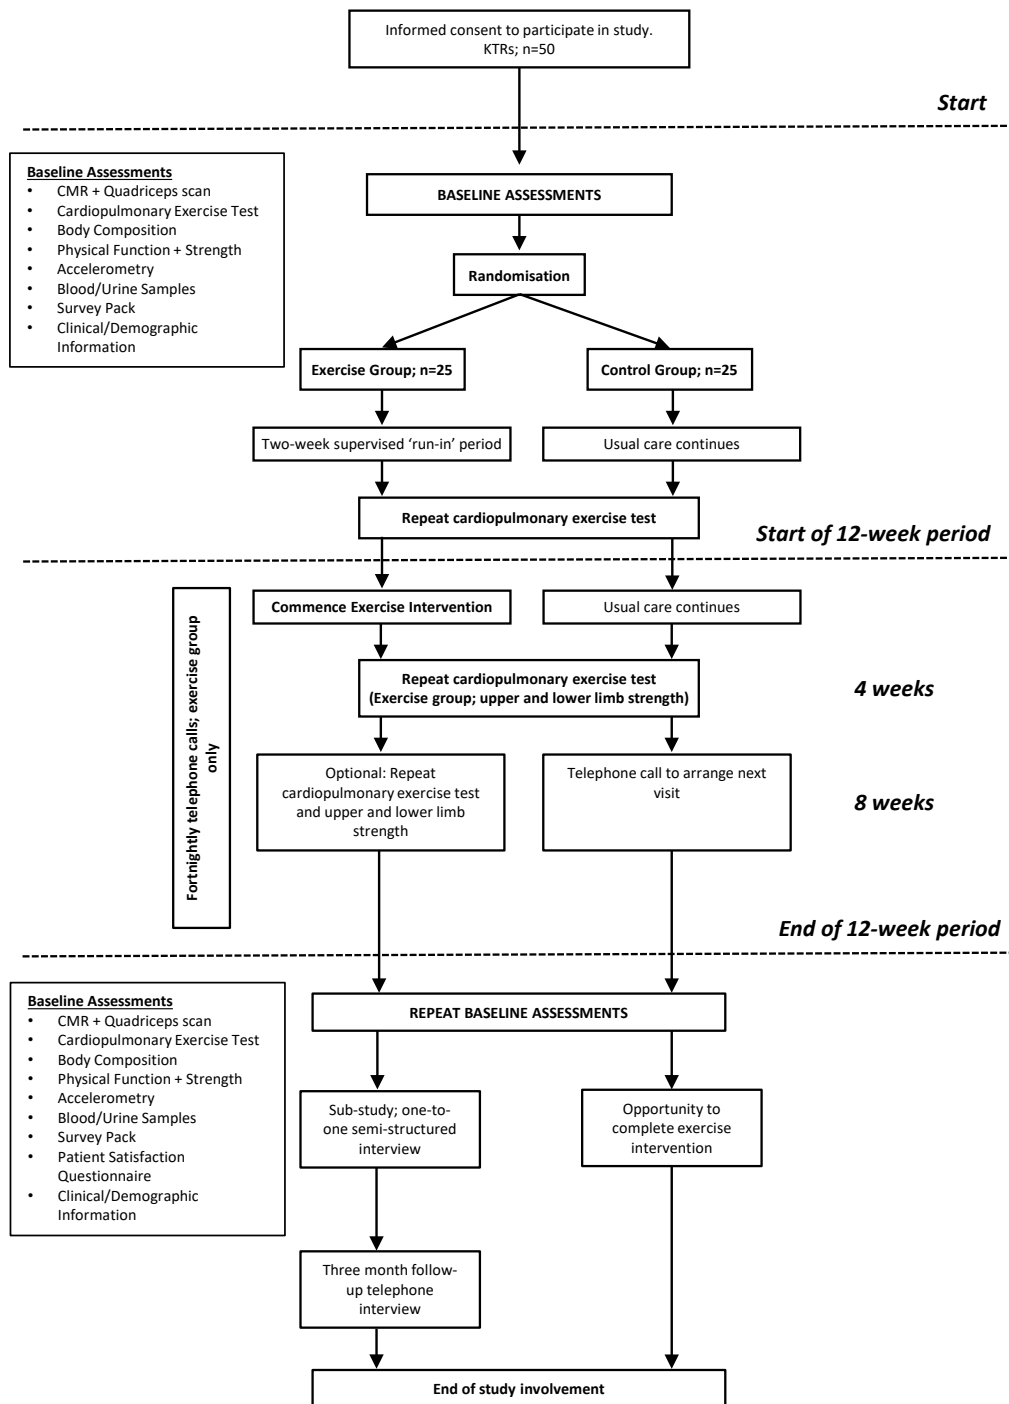 Informed consent to participate in study.
KTRs; n=50
Start
Baseline Assessments
• CMR + Quadriceps scan
• Cardiopulmonary Exercise Test
• Body Composition
• Physical Function + Strength
• Accelerometry
• Blood/Urine Samples
• Survey Pack
• Clinical/Demographic
Information
BASELINE ASSESSMENTS
Randomisation
Exercise Group; n=25
Control Group; n=25
Two-week supervised ‘run-in’ period
Usual care continues
Repeat cardiopulmonary exercise test
Start of 12-week period
Fortnightly telephone calls; exercise group
only
Commence Exercise Intervention
Usual care continues
Repeat cardiopulmonary exercise test
(Exercise group; upper and lower limb strength)
4 weeks
Optional: Repeat
cardiopulmonary exercise test
and upper and lower limb
strength
Telephone call to arrange next
visit
8 weeks
End of 12-week period
Baseline Assessments
• CMR + Quadriceps scan
• Cardiopulmonary Exercise Test
• Body Composition
• Physical Function + Strength
• Accelerometry
• Blood/Urine Samples
• Survey Pack
• Patient Satisfaction
Questionnaire
• Clinical/Demographic
Information
REPEAT BASELINE ASSESSMENTS
Sub-study; one-to-
one semi-structured
interview
Opportunity to
complete exercise
intervention
Three month follow-
up telephone
interview
End of study involvement